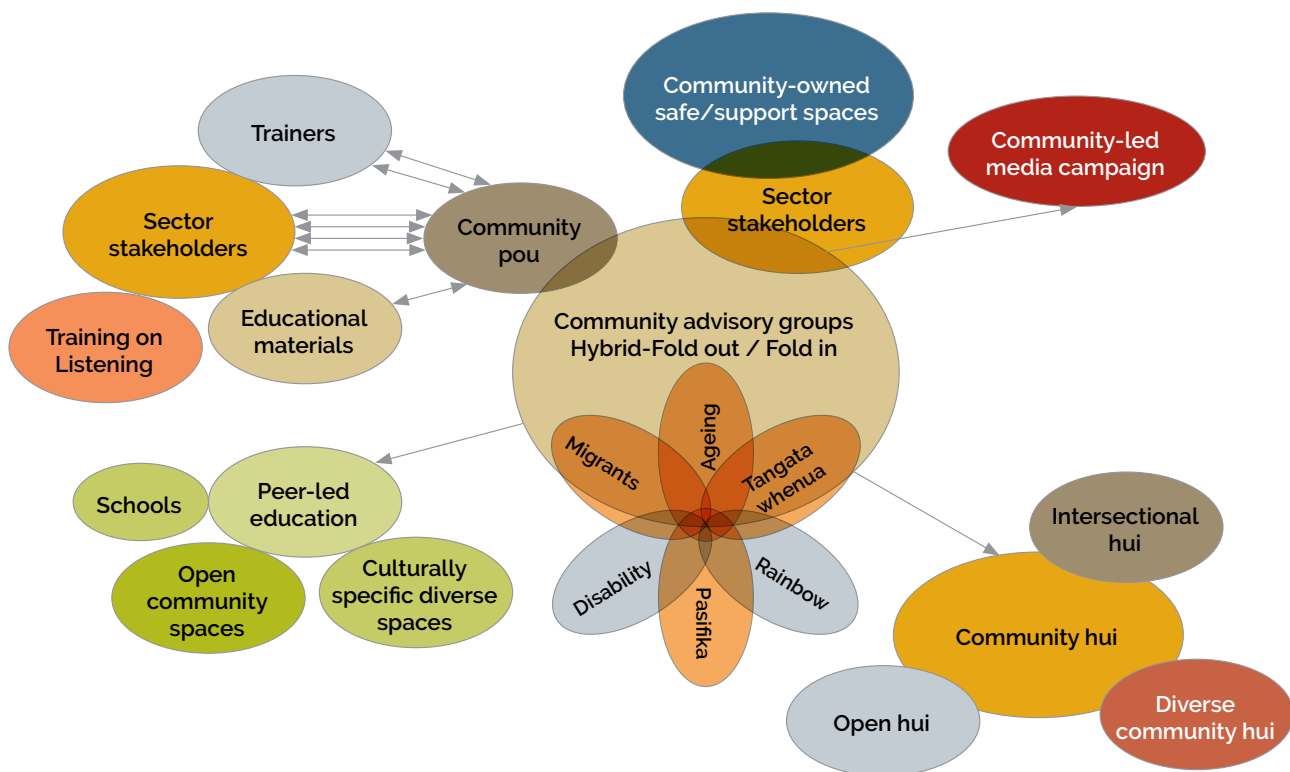 Community-owned
safe/support spaces
Trainers
Community-led
media campaign
Sector
stakeholders
Sector
stakeholders
Community
pou
Training on
Listening
Educational
materials
Community advisory groups
Hybrid-Fold out / Fold in
Migrants
Ageing
Tangata
whenua
Disability
Pasifika
Rainbow
Schools
Peer-led
education
Open
community
spaces
Culturally
specific diverse
spaces
Intersectional
hui
Community hui
Open hui
Diverse
community hui